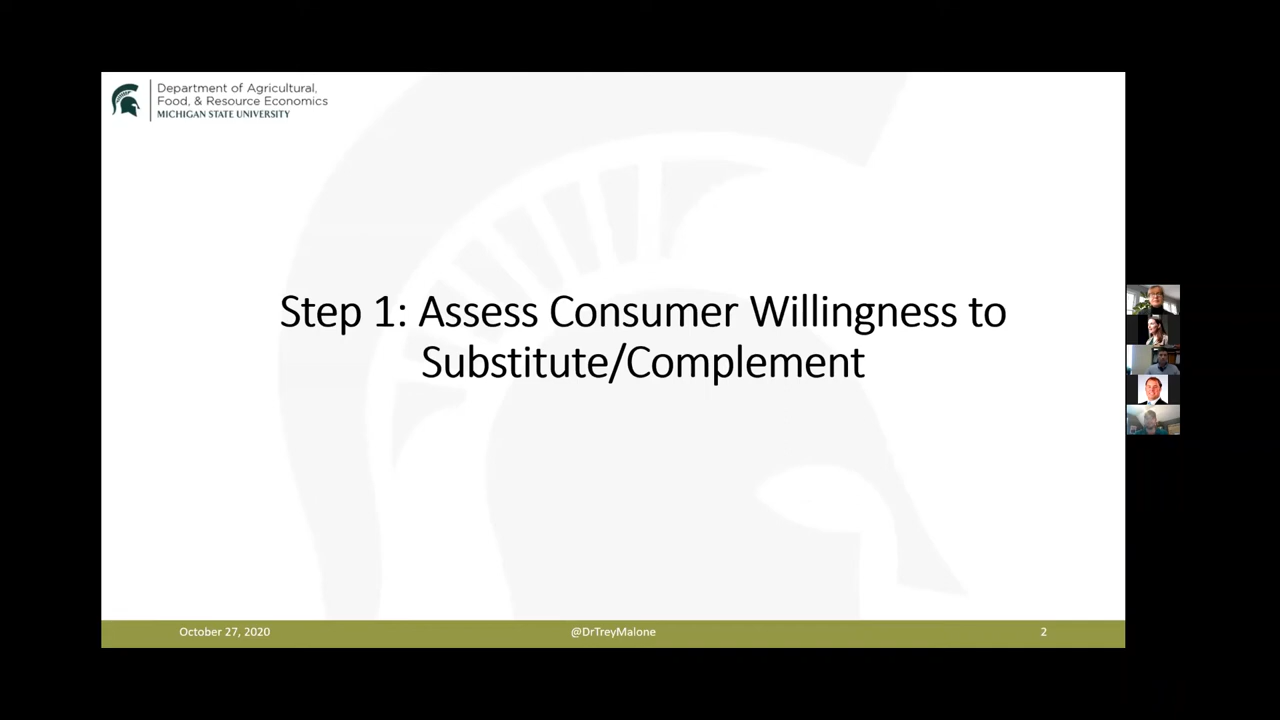 Department of Agricultural,
Food, & Resource Economics
MICHIGAN STATE UNIVERSITY
Step 1: Assess Consumer Willingness to
Substitute/Complement
October 27, 2020
@DrTreyMalone
2